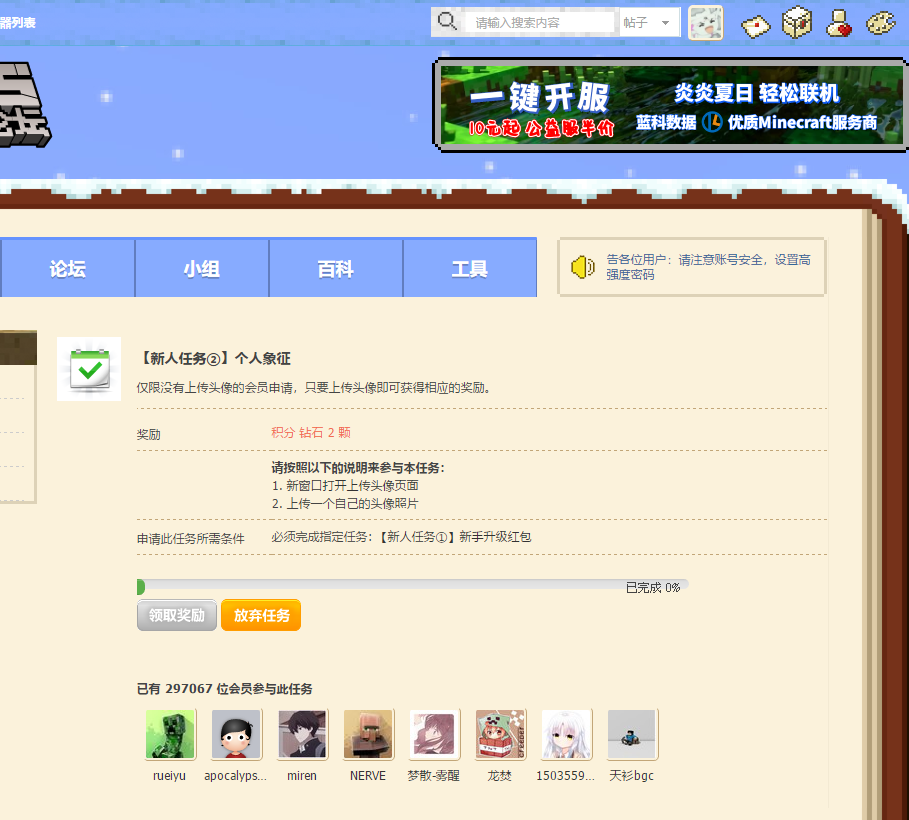 器列表
请输入搜索内容
帖子
论坛
一键开服
10元起 公益服半价
炎炎夏日 轻松联机
蓝科数据 优质Minecraft服务商
论坛
小组
百科
工具
告各位用户：请注意账号安全，设置高
强度密码
【新人任务②】个人象征
仅限没有上传头像的会员申请，只要上传头像即可获得相应的奖励。
奖励
积分 钻石 2 颗
请按照以下的说明来参与本任务：
1. 新窗口打开上传头像页面
2. 上传一个自己的头像照片
申请此任务所需条件
必须完成指定任务：【新人任务①】新手升级红包
已完成 0%
领取奖励
放弃任务
已有 297067 位会员参与此任务
rueiyu
apocalyps...
miren
NERVE
梦散-雾醒
龙焚
1503559...
天衫bgc